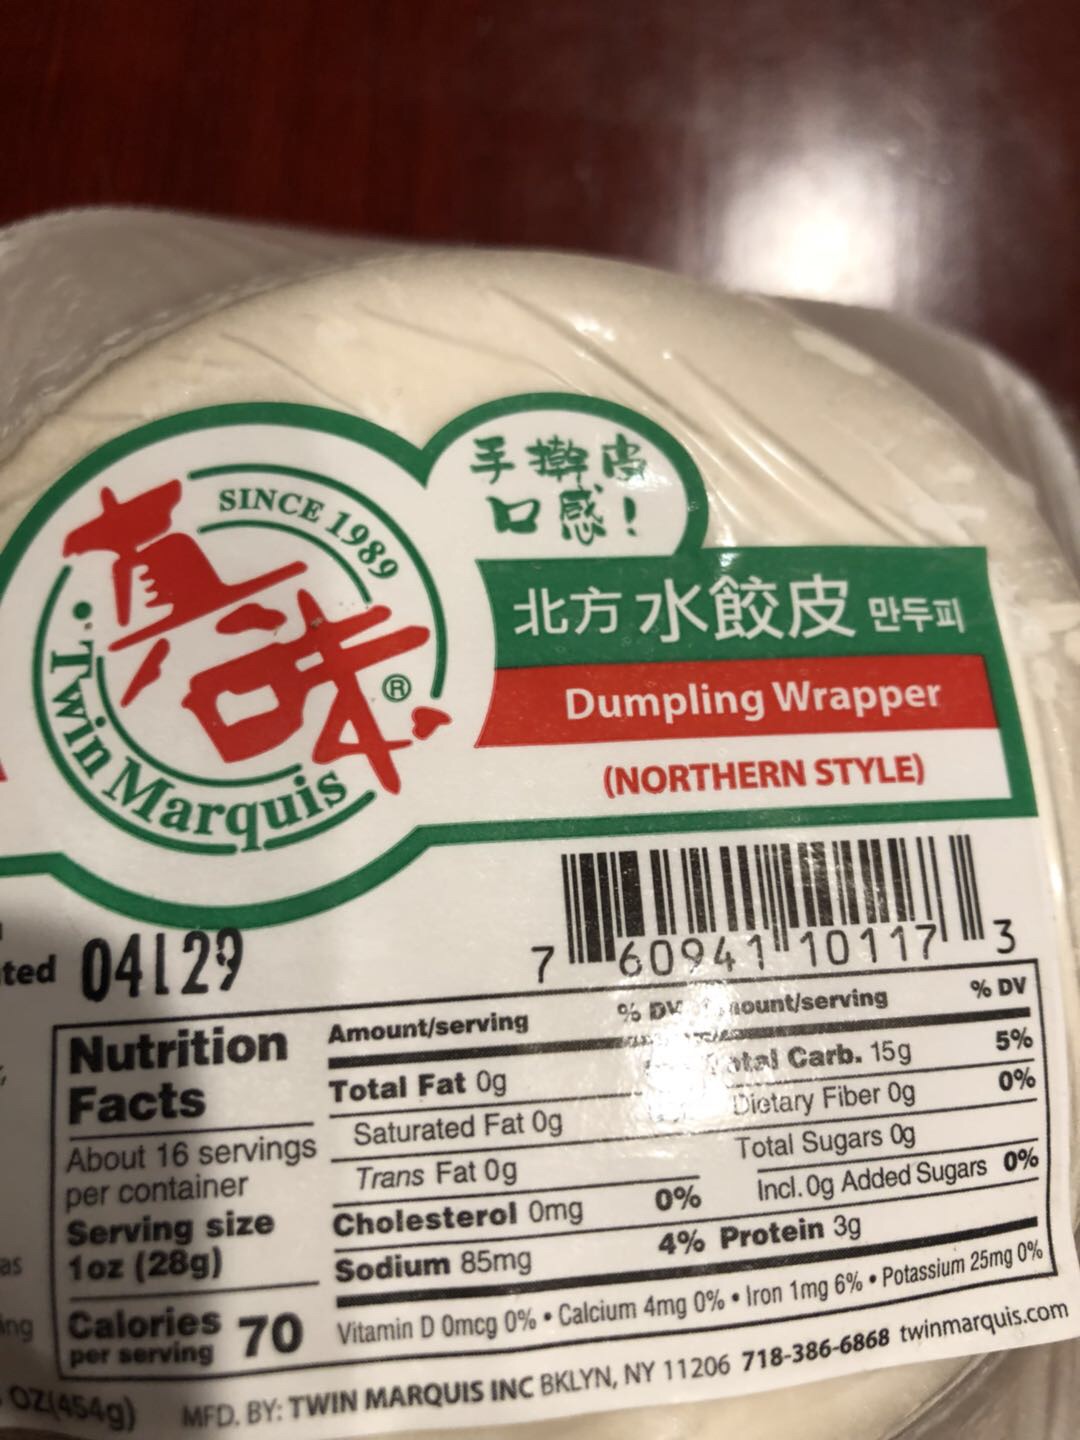 SINCE 1989
真味®
Twin Marquis
手擀皮
口感!
北方水餃皮 만두피
Dumpling Wrapper
(NORTHERN STYLE)
7 60941 10117 3
04129
Nutrition
Facts
About 16 servings
per container
Serving size
1oz (28g)
Calories 70
per serving
Amount/serving % DV
Total Fat 0g
Saturated Fat 0g
Trans Fat 0g
Cholesterol 0mg 0%
Sodium 85mg 4%
% DV
Total Carb. 15g 5%
Dietary Fiber 0g 0%
Total Sugars 0g
Incl. 0g Added Sugars 0%
Protein 3g
Vitamin D 0mcg 0% • Calcium 4mg 0% • Iron 1mg 6% • Potassium 25mg 0%
OZ(454g) MFD. BY: TWIN MARQUIS INC BKLYN, NY 11206 718-386-6868 twinmarquis.com